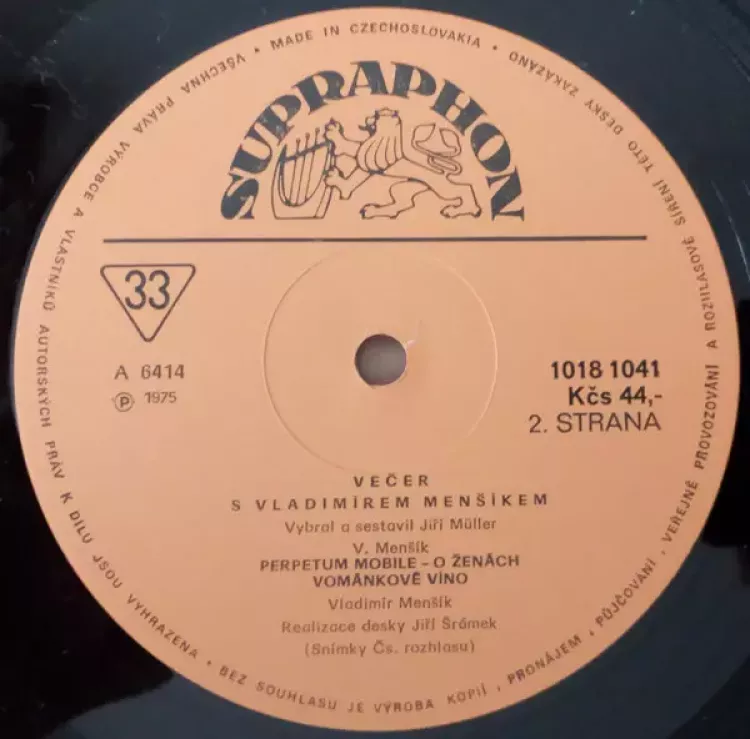 SUPRAPHON
33
A 6414
℗ 1975
1018 1041
Kčs 44,-
2. STRANA
VEČER
S VLADIMÍREM MENŠÍKEM
Vybral a sestavil Jiří Müller
V. Menšík
PERPETUM MOBILE – O ŽENÁCH
VOMÁNKOVÉ VÍNO
Vladimír Menšík
Realizace desky Jiří Šrámek
(Snímky Čs. rozhlasu)
• MADE IN CZECHOSLOVAKIA • VŠECHNA PRÁVA VÝROBCE A VLASTNÍKŮ AUTORSKÝCH PRÁV K DÍLU JSOU VYHRAZENA • BEZ SOUHLASU JE VÝROBA KOPIÍ, PRONÁJEM, PŮJČOVÁNÍ, VEŘEJNÉ PROVOZOVÁNÍ A ROZHLASOVÉ ŠÍŘENÍ TÉTO DESKY ZAKÁZÁNO